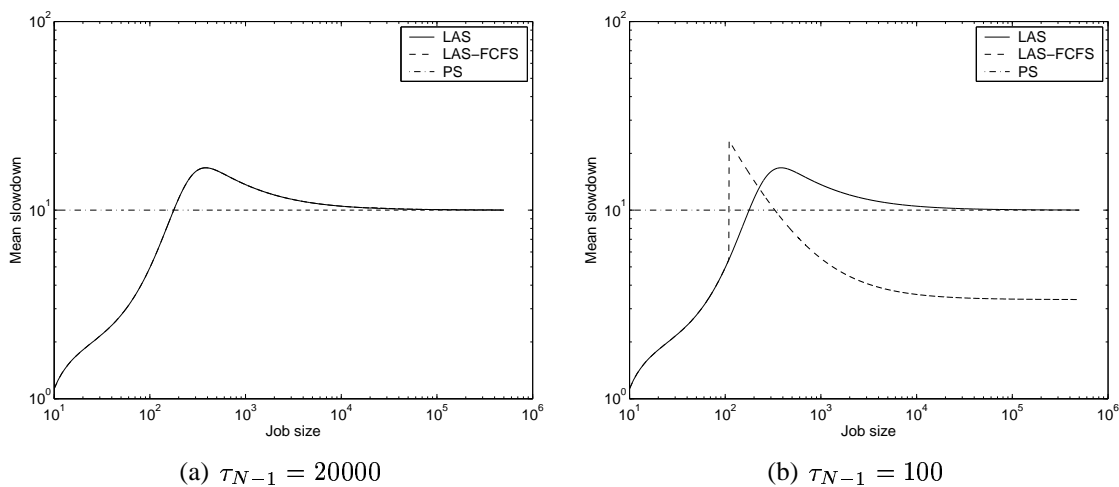 10^2
10^1
10^0
Mean slowdown
LAS
LAS−FCFS
PS
10^1 10^2 10^3 10^4 10^5 10^6
Job size
(a) τ_{N−1} = 20000
10^2
10^1
10^0
Mean slowdown
LAS
LAS−FCFS
PS
10^1 10^2 10^3 10^4 10^5 10^6
Job size
(b) τ_{N−1} = 100